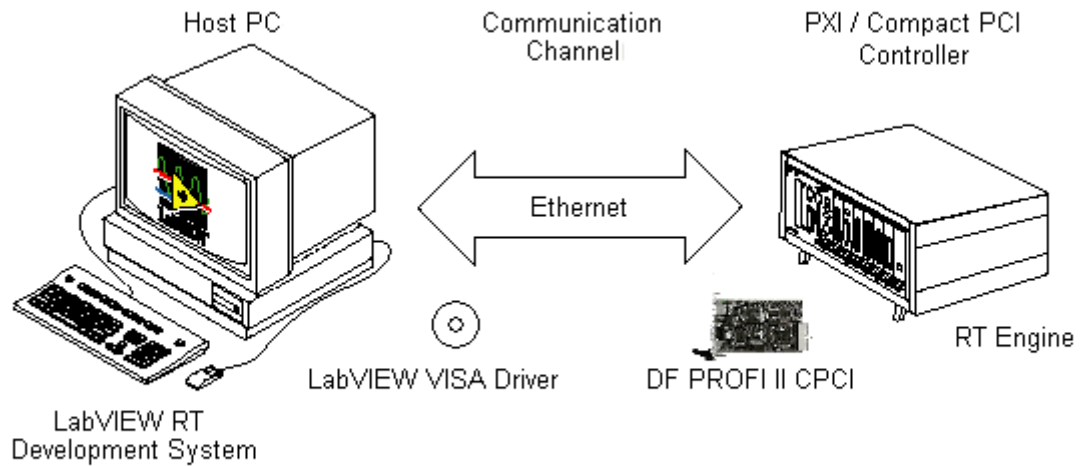 Host PC
Communication
Channel
PXI / Compact PCI
Controller
Ethernet
RT Engine
LabVIEW VISA Driver
DF PROFI II CPCI
LabVIEW RT
Development System